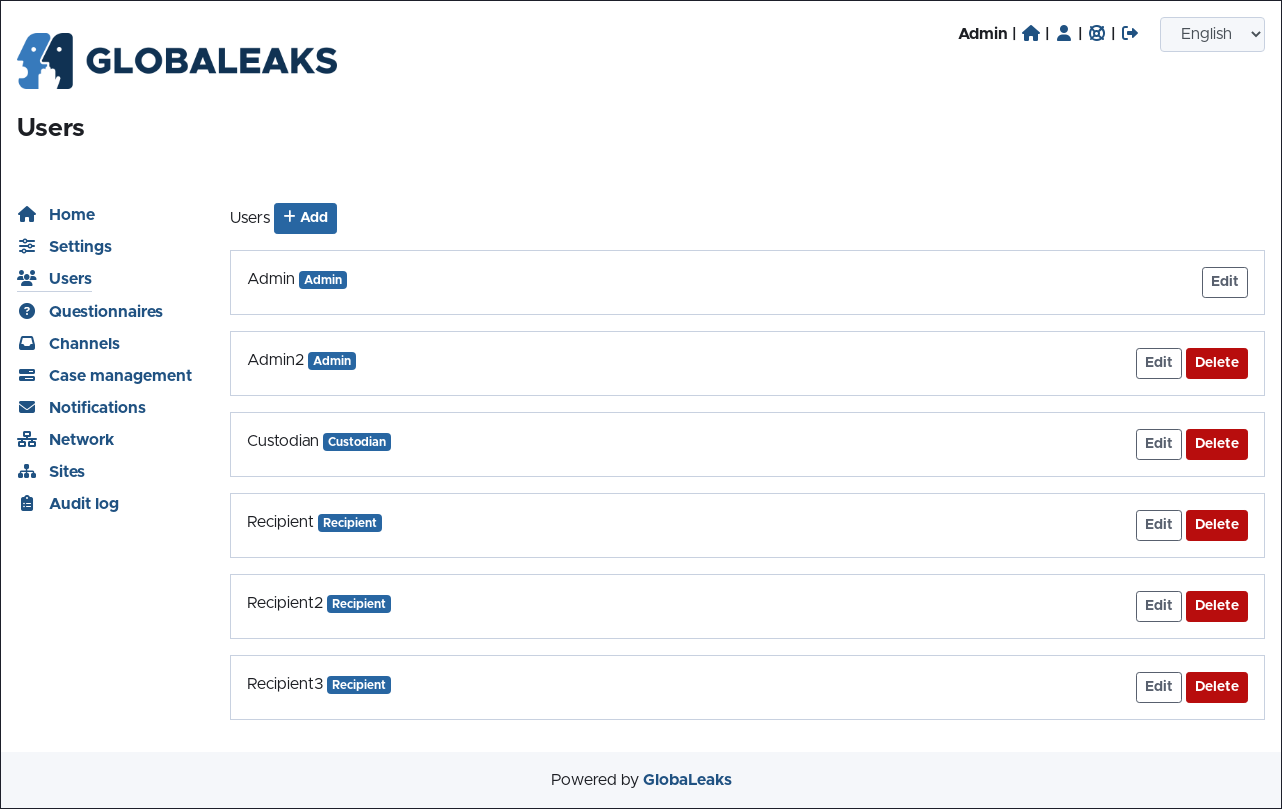 GLOBALEAKS
Admin | | | |
English
Users
Home
Settings
Users
Questionnaires
Channels
Case management
Notifications
Network
Sites
Audit log
Users + Add
Admin Admin Edit
Admin2 Admin Edit Delete
Custodian Custodian Edit Delete
Recipient Recipient Edit Delete
Recipient2 Recipient Edit Delete
Recipient3 Recipient Edit Delete
Powered by GlobaLeaks